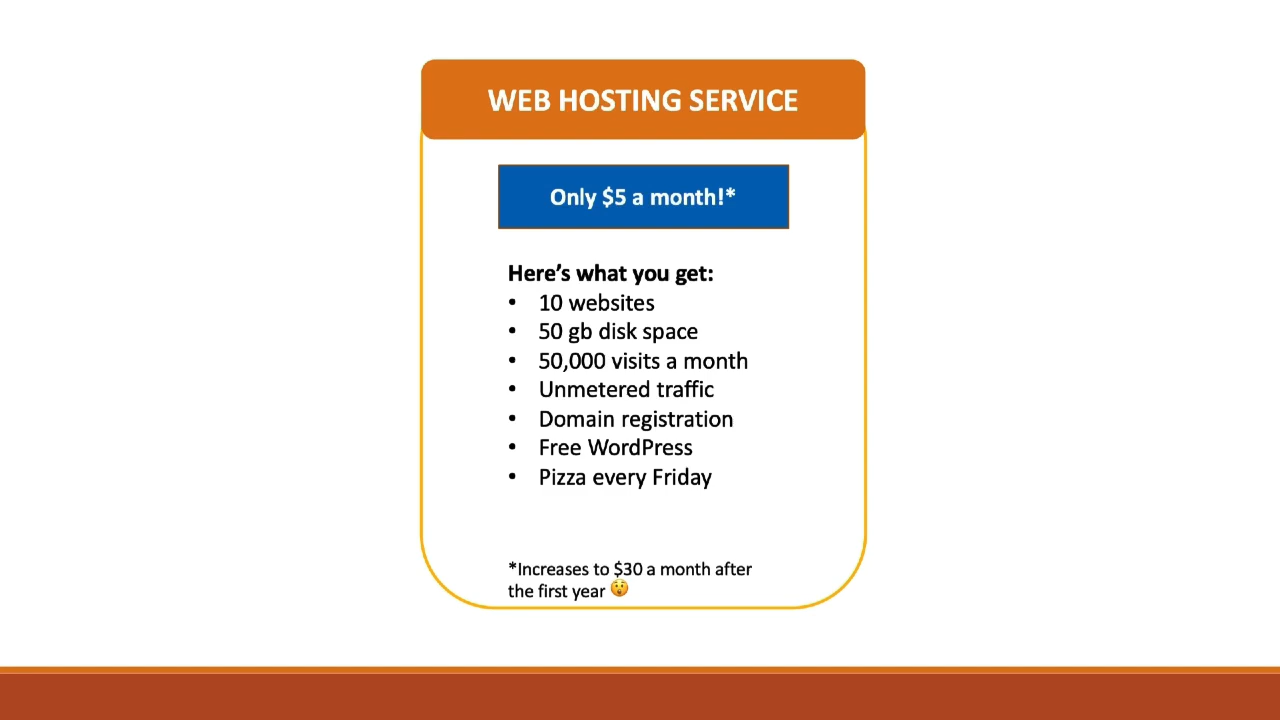 WEB HOSTING SERVICE
Only $5 a month!*
Here's what you get:
• 10 websites
• 50 gb disk space
• 50,000 visits a month
• Unmetered traffic
• Domain registration
• Free WordPress
• Pizza every Friday
*Increases to $30 a month after
the first year 😲